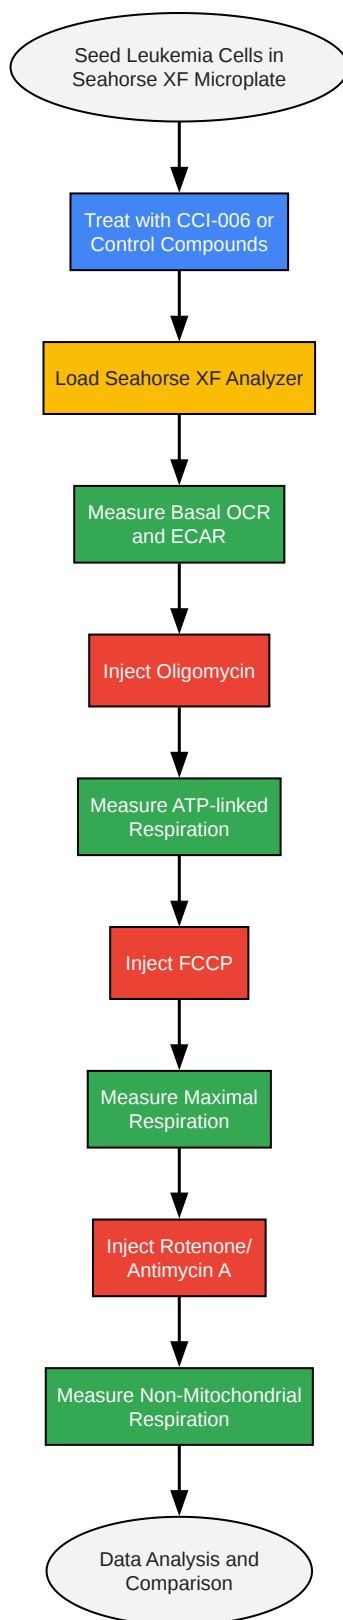 Seed Leukemia Cells in
Seahorse XF Microplate
Treat with CCI-006 or
Control Compounds
Load Seahorse XF Analyzer
Measure Basal OCR
and ECAR
Inject Oligomycin
Measure ATP-linked
Respiration
Inject FCCP
Measure Maximal
Respiration
Inject Rotenone/
Antimycin A
Measure Non-Mitochondrial
Respiration
Data Analysis and
Comparison